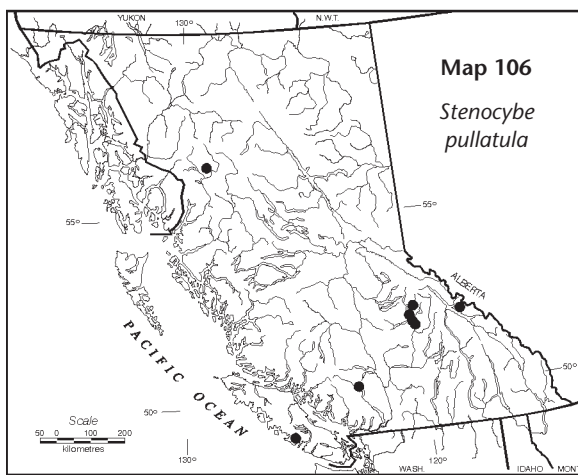 YUKON
130°
N.W.T.
Map 106
Stenocybe
pullatula
55°
55°
ALBERTA
PACIFIC OCEAN
50°
50°
Scale
50 0 100 200
kilometres
130°
120°
WASH.
IDAHO
MONT